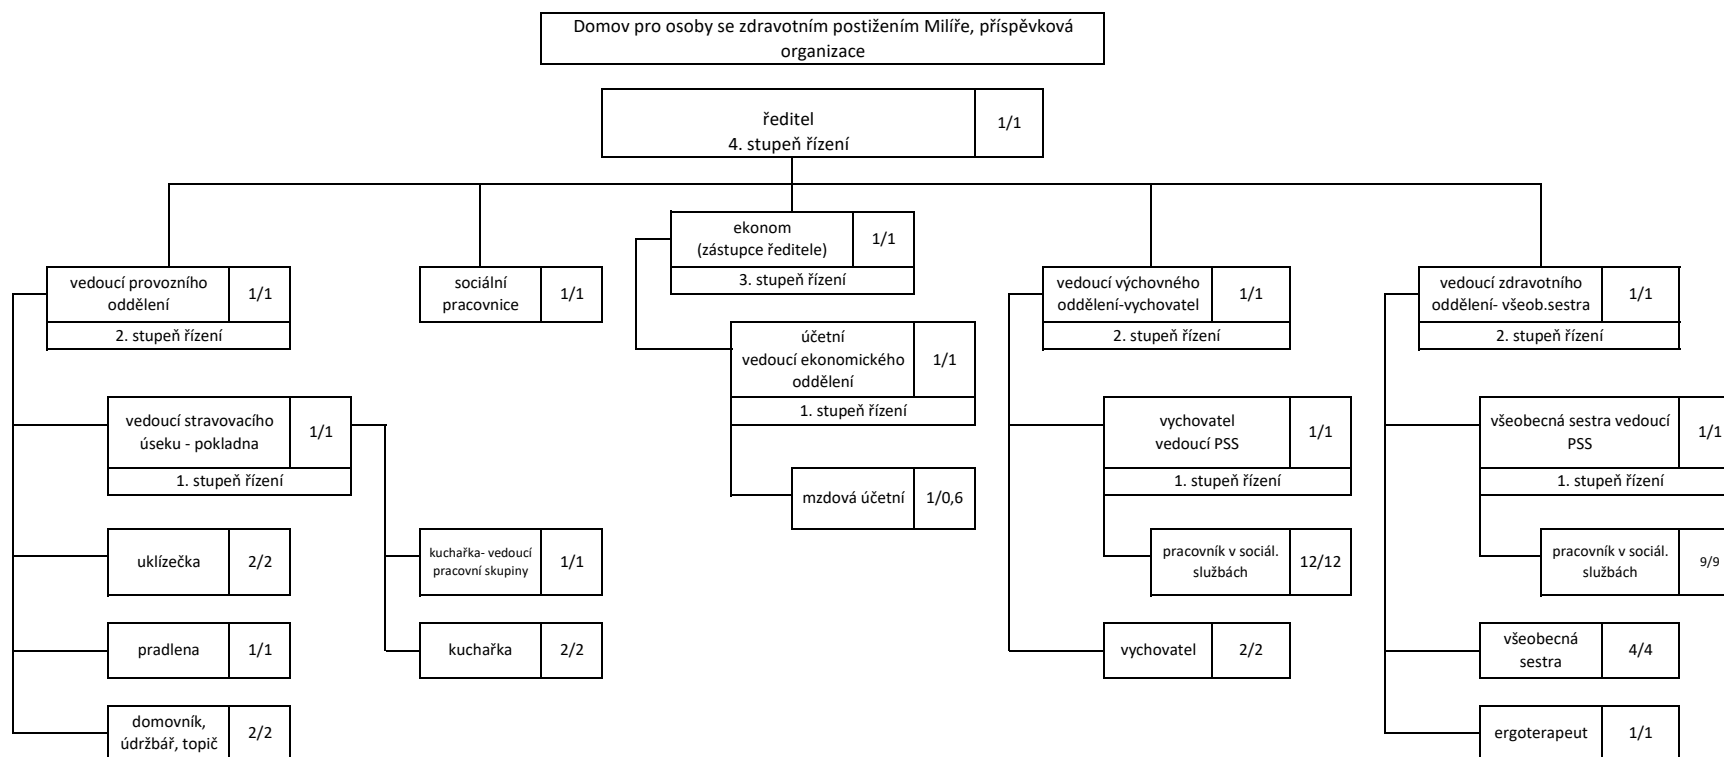 Domov pro osoby se zdravotním postižením Milíře, příspěvková
organizace
ředitel
4. stupeň řízení
1/1
ekonom
(zástupce ředitele)
1/1
3. stupeň řízení
vedoucí provozního
oddělení
1/1
2. stupeň řízení
sociální
pracovnice
1/1
vedoucí výchovného
oddělení-vychovatel
1/1
2. stupeň řízení
vedoucí zdravotního
oddělení- všeob.sestra
1/1
2. stupeň řízení
účetní
vedoucí ekonomického
oddělení
1/1
1. stupeň řízení
vedoucí stravovacího
úseku - pokladna
1/1
1. stupeň řízení
vychovatel
vedoucí PSS
1/1
1. stupeň řízení
všeobecná sestra vedoucí
PSS
1/1
1. stupeň řízení
mzdová účetní
1/0,6
uklízečka
2/2
kuchařka- vedoucí
pracovní skupiny
1/1
pracovník v sociál.
službách
12/12
pracovník v sociál.
službách
9/9
pradlena
1/1
kuchařka
2/2
vychovatel
2/2
všeobecná
sestra
4/4
domovník,
údržbář, topič
2/2
ergoterapeut
1/1